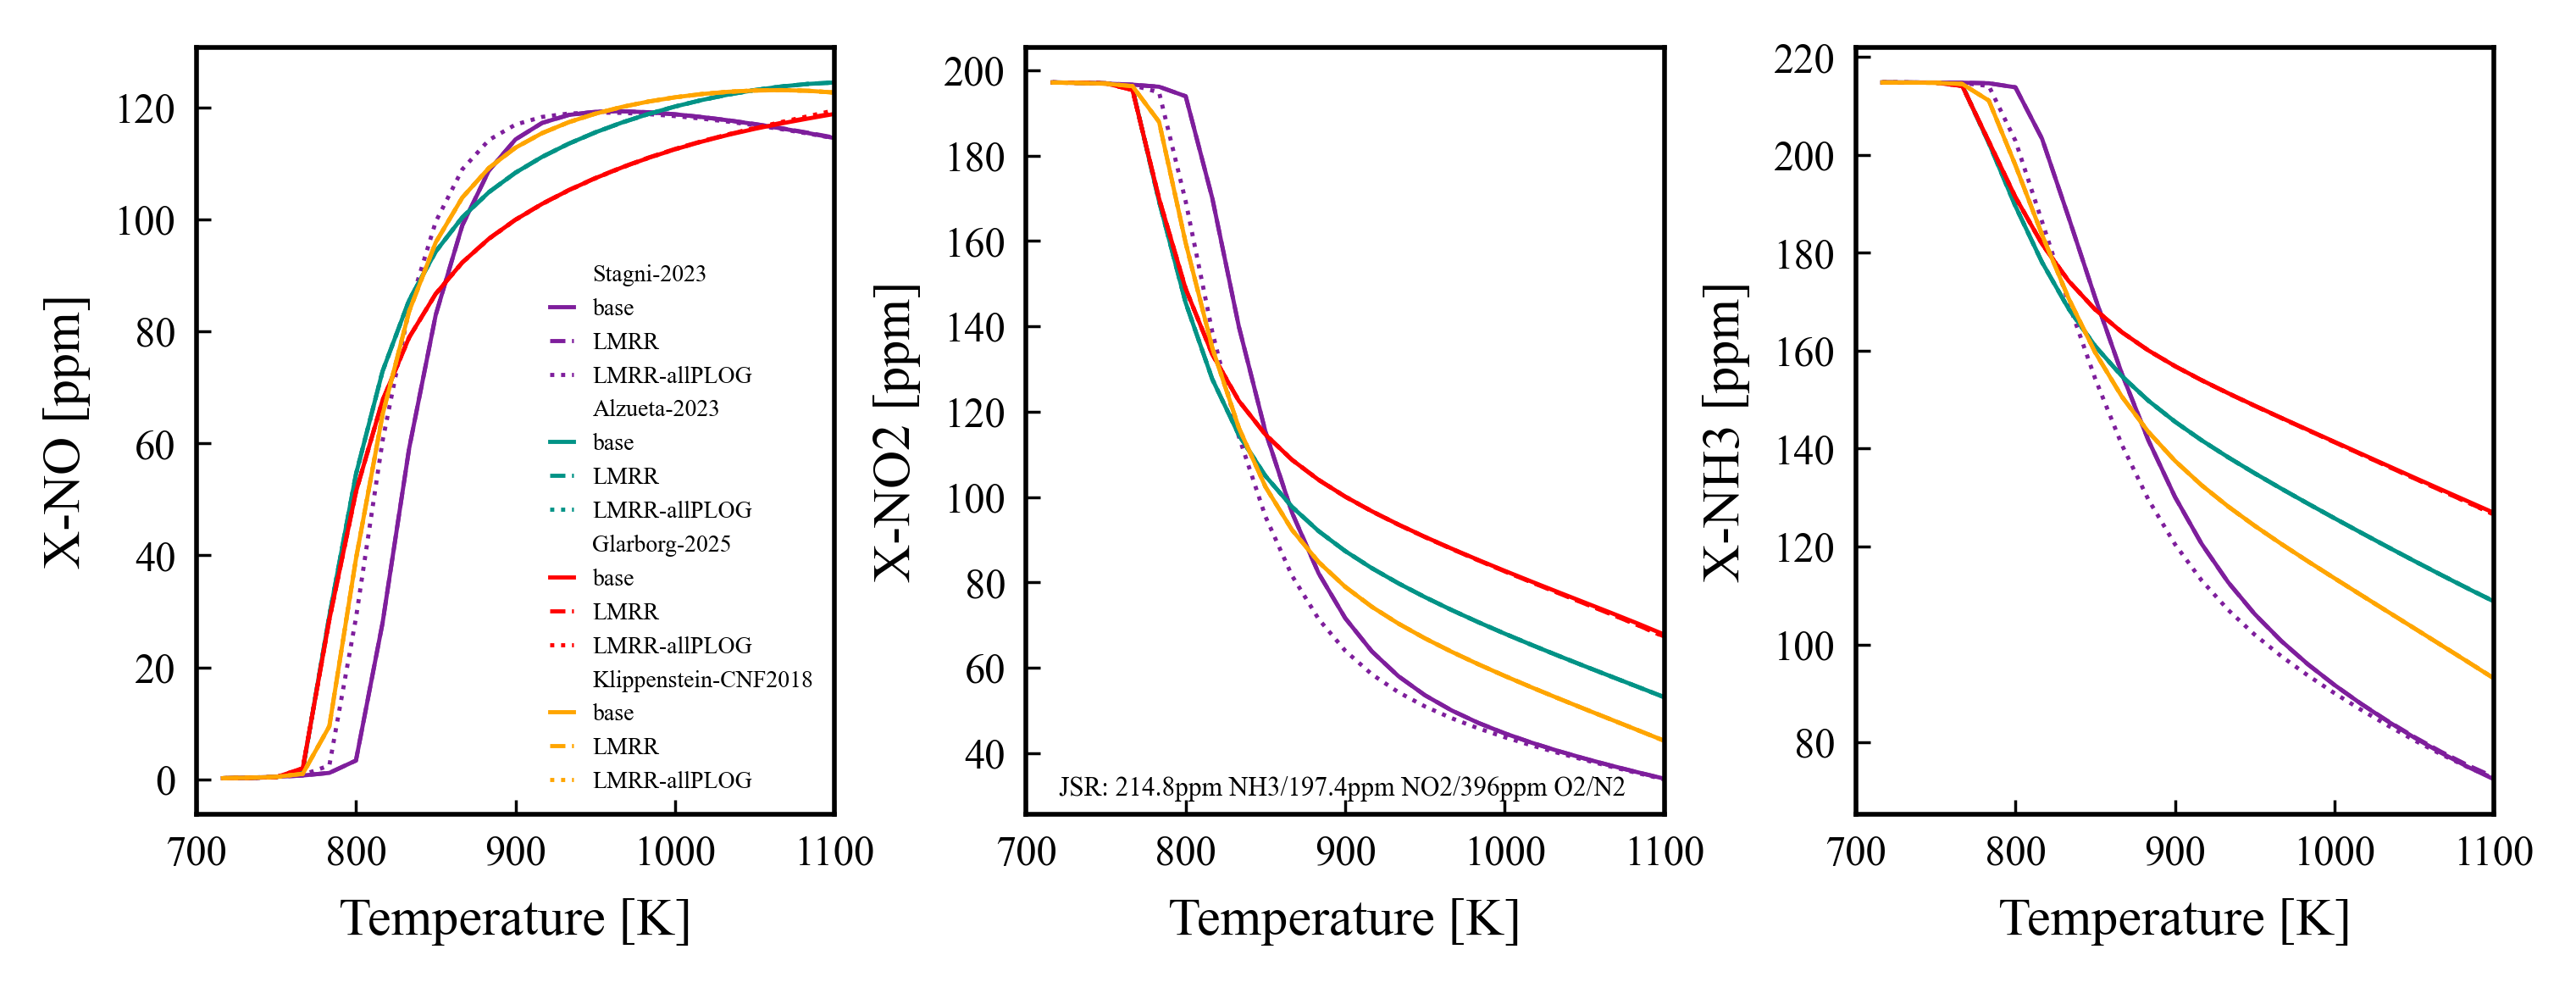 X-NO [ppm]
120
100
80
60
40
20
0
Stagni-2023
base
LMRR
LMRR-allPLOG
Alzueta-2023
base
LMRR
LMRR-allPLOG
Glarborg-2025
base
LMRR
LMRR-allPLOG
Klippenstein-CNF2018
base
LMRR
LMRR-allPLOG
700 800 900 1000 1100
Temperature [K]
X-NO2 [ppm]
200
180
160
140
120
100
80
60
40
JSR: 214.8ppm NH3/197.4ppm NO2/396ppm O2/N2
700 800 900 1000 1100
Temperature [K]
X-NH3 [ppm]
220
200
180
160
140
120
100
80
700 800 900 1000 1100
Temperature [K]